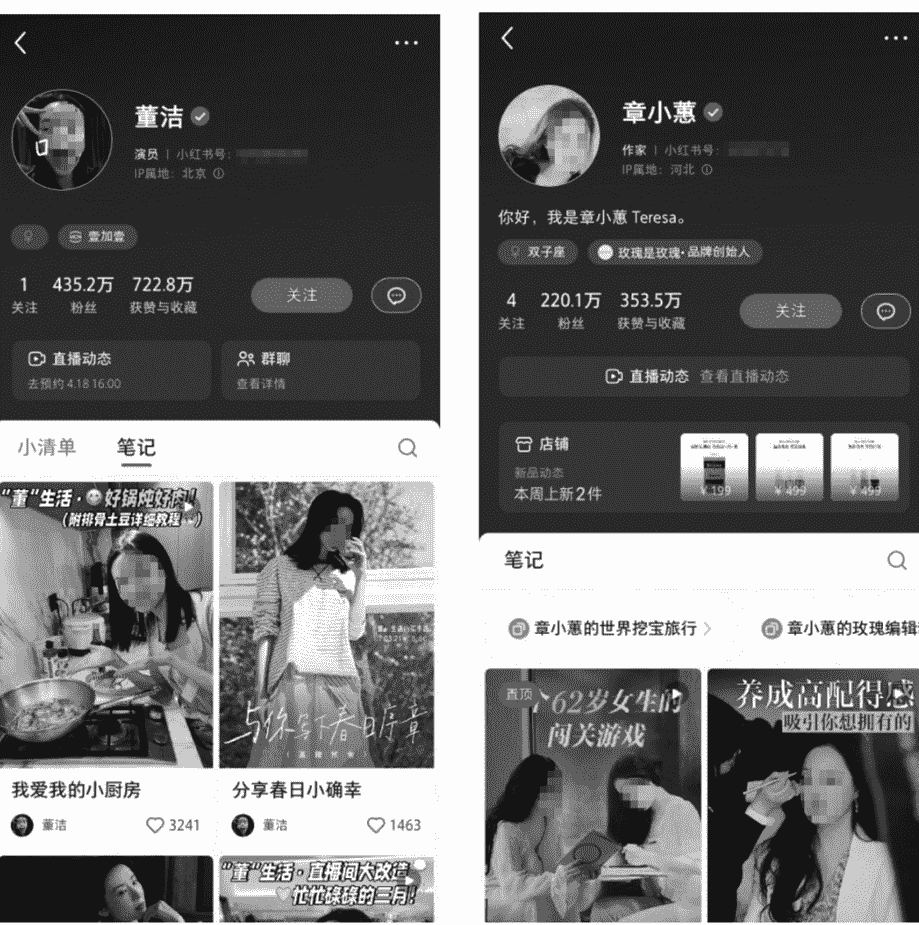 董洁
演员 | 小红书号:
IP属地: 北京
壹加壹
1 435.2万 722.8万
关注 粉丝 获赞与收藏
关注
直播动态
去预约 4.18 16:00
群聊
查看详情
小清单 笔记
"董"生活· 好锅炖好肉!
(附排骨土豆详细教程
我爱我的小厨房
董洁 3241
与你写下春日序章
分享春日小确幸
董洁 1463
"董"生活·直播间大改造
忙忙碌碌的二月!
章小蕙
作家 | 小红书号:
IP属地: 河北
你好,我是章小蕙 Teresa。
双子座 玫瑰是玫瑰·品牌创始人
4 220.1万 353.5万
关注 粉丝 获赞与收藏
关注
直播动态 查看直播动态
店铺
新品动态
本周上新2件
¥199 ¥499 ¥499
笔记
章小蕙的世界挖宝旅行
章小蕙的玫瑰编辑
置顶
62岁女生的
闯关游戏
养成高配得感
吸引你想拥有的